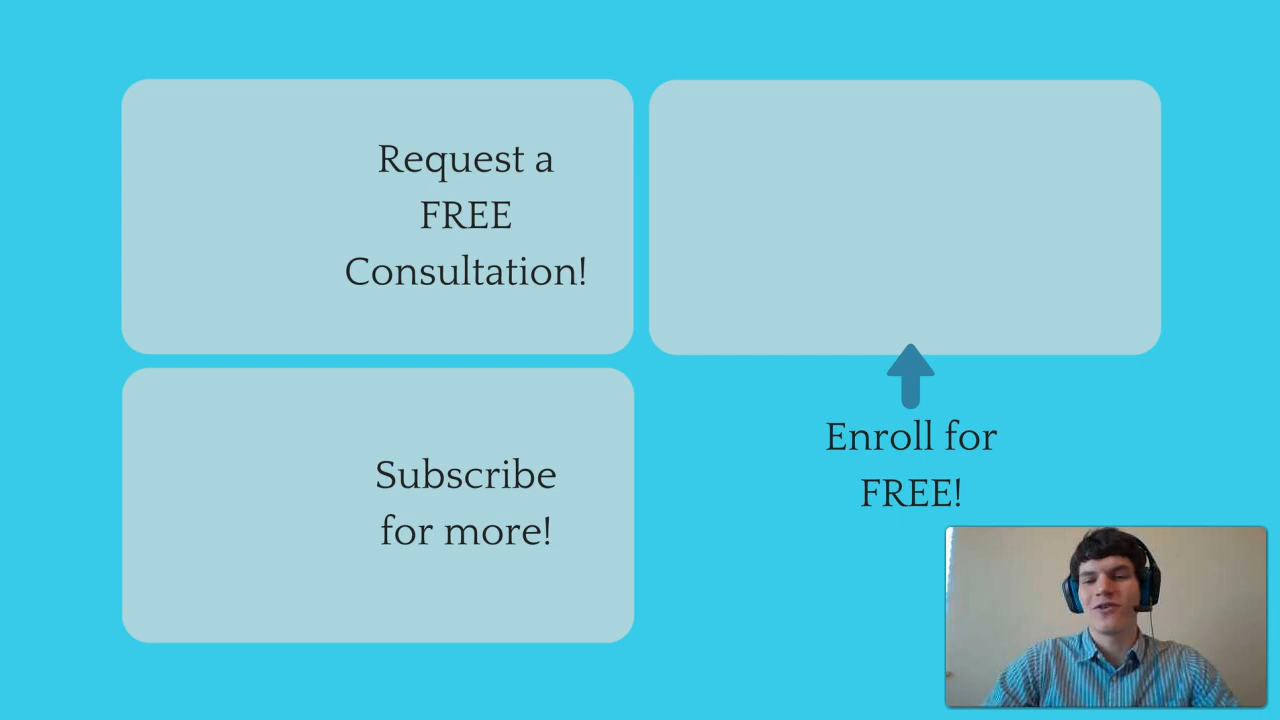 Request a
FREE
Consultation!
Subscribe
for more!
Enroll for
FREE!